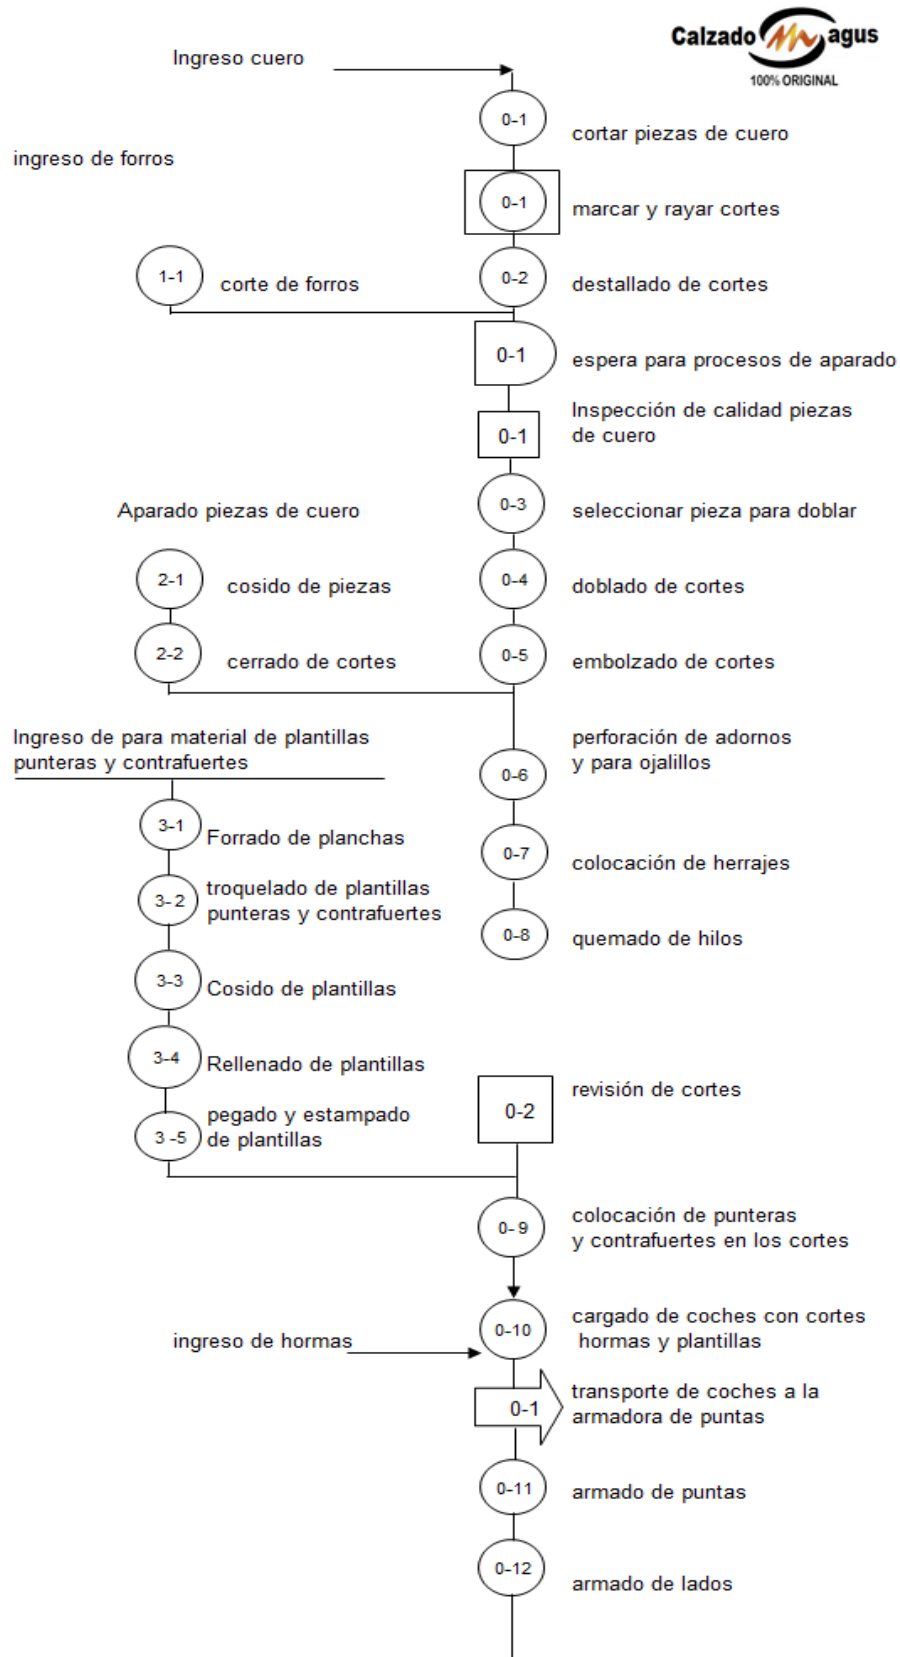 Calzado Magus
100% ORIGINAL
Ingreso cuero
0-1
cortar piezas de cuero
ingreso de forros
0-1
marcar y rayar cortes
1-1
corte de forros
0-2
destallado de cortes
0-1
espera para procesos de aparado
Inspección de calidad piezas
de cuero
0-1
0-3
seleccionar pieza para doblar
Aparado piezas de cuero
2-1
cosido de piezas
0-4
doblado de cortes
2-2
cerrado de cortes
0-5
embolzado de cortes
Ingreso de para material de plantillas
punteras y contrafuertes
perforación de adornos
y para ojalillos
0-6
3-1
Forrado de planchas
0-7
colocación de herrajes
3-2
troquelado de plantillas
punteras y contrafuertes
0-8
quemado de hilos
3-3
Cosido de plantillas
3-4
Rellenado de plantillas
0-2
revisión de cortes
3-5
pegado y estampado
de plantillas
0-9
colocación de punteras
y contrafuertes en los cortes
ingreso de hormas
0-10
cargado de coches con cortes
hormas y plantillas
0-1
transporte de coches a la
armadora de puntas
0-11
armado de puntas
0-12
armado de lados